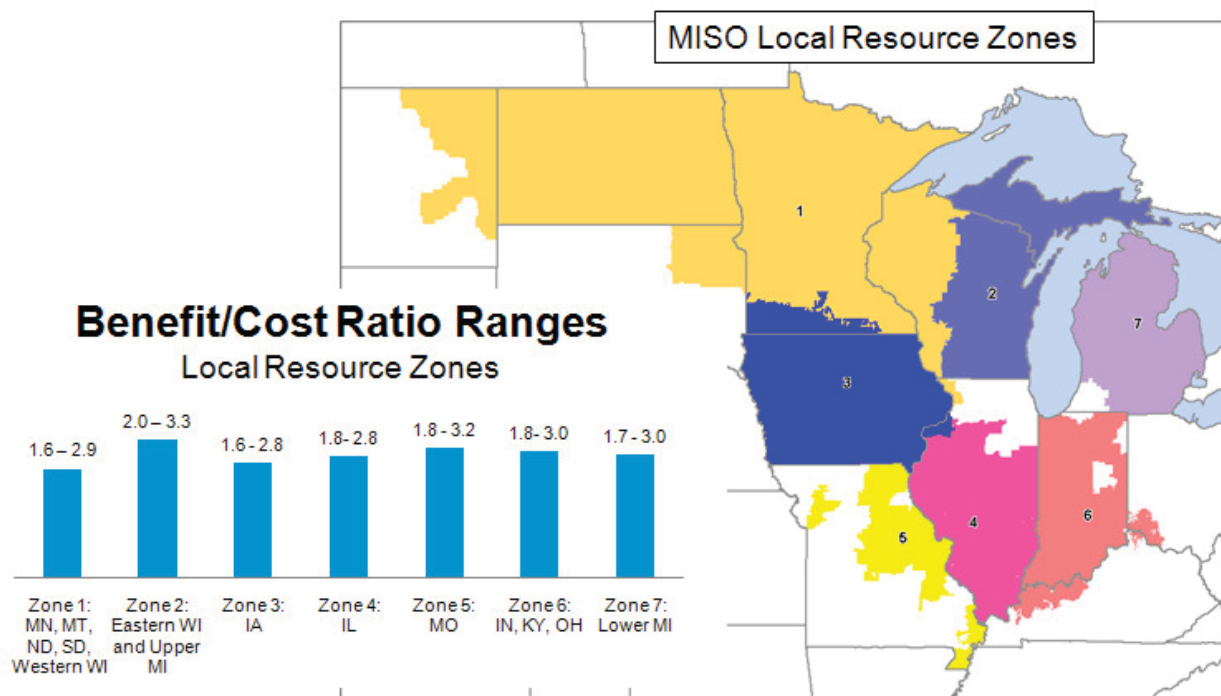 MISO Local Resource Zones
1
2
7
3
4
6
5
Benefit/Cost Ratio Ranges
Local Resource Zones
1.6 – 2.9
2.0 – 3.3
1.6 - 2.8
1.8 - 2.8
1.8 - 3.2
1.8 - 3.0
1.7 - 3.0
Zone 1:
MN, MT,
ND, SD,
Western WI
Zone 2:
Eastern WI
and Upper
MI
Zone 3:
IA
Zone 4:
IL
Zone 5:
MO
Zone 6:
IN, KY, OH
Zone 7:
Lower MI